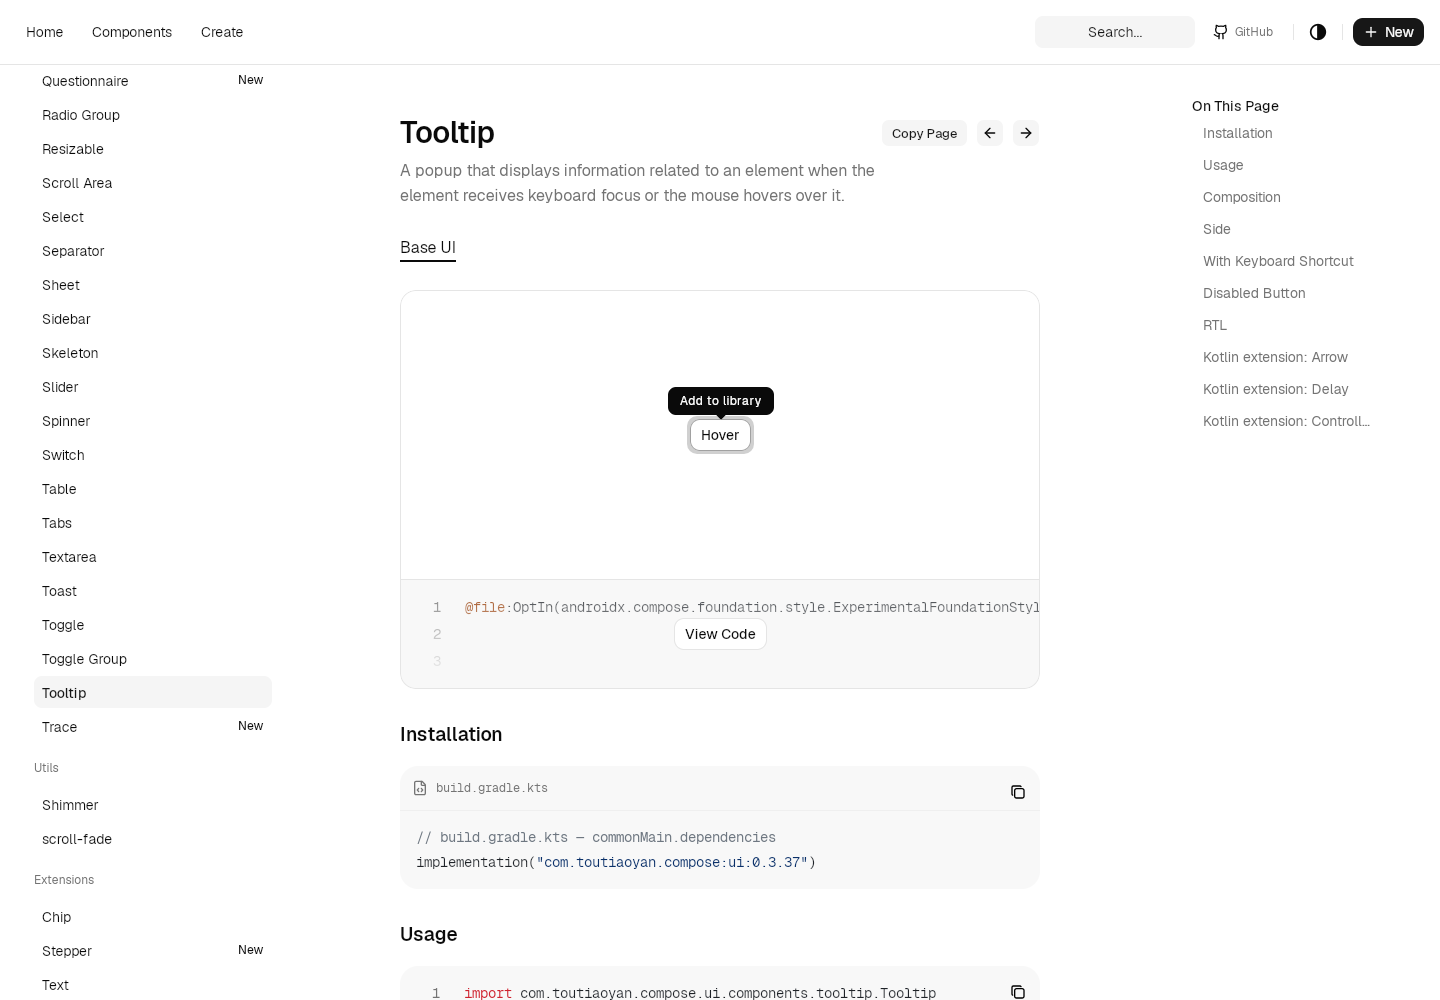 Home
Components
Create
Search...
GitHub
New
Questionnaire New
Radio Group
Resizable
Scroll Area
Select
Separator
Sheet
Sidebar
Skeleton
Slider
Spinner
Switch
Table
Tabs
Textarea
Toast
Toggle
Toggle Group
Tooltip
Trace New
Utils
Shimmer
scroll-fade
Extensions
Chip
Stepper New
Text
Tooltip
Copy Page
A popup that displays information related to an element when the
element receives keyboard focus or the mouse hovers over it.
Base UI
Add to library
Hover
1 @file:OptIn(androidx.compose.foundation.style.ExperimentalFoundationStyl
2
View Code
3
Installation
build.gradle.kts
// build.gradle.kts — commonMain.dependencies
implementation("com.toutiaoyan.compose:ui:0.3.37")
Usage
1 import com.toutiaoyan.compose.ui.components.tooltip.Tooltip
On This Page
Installation
Usage
Composition
Side
With Keyboard Shortcut
Disabled Button
RTL
Kotlin extension: Arrow
Kotlin extension: Delay
Kotlin extension: Controll...